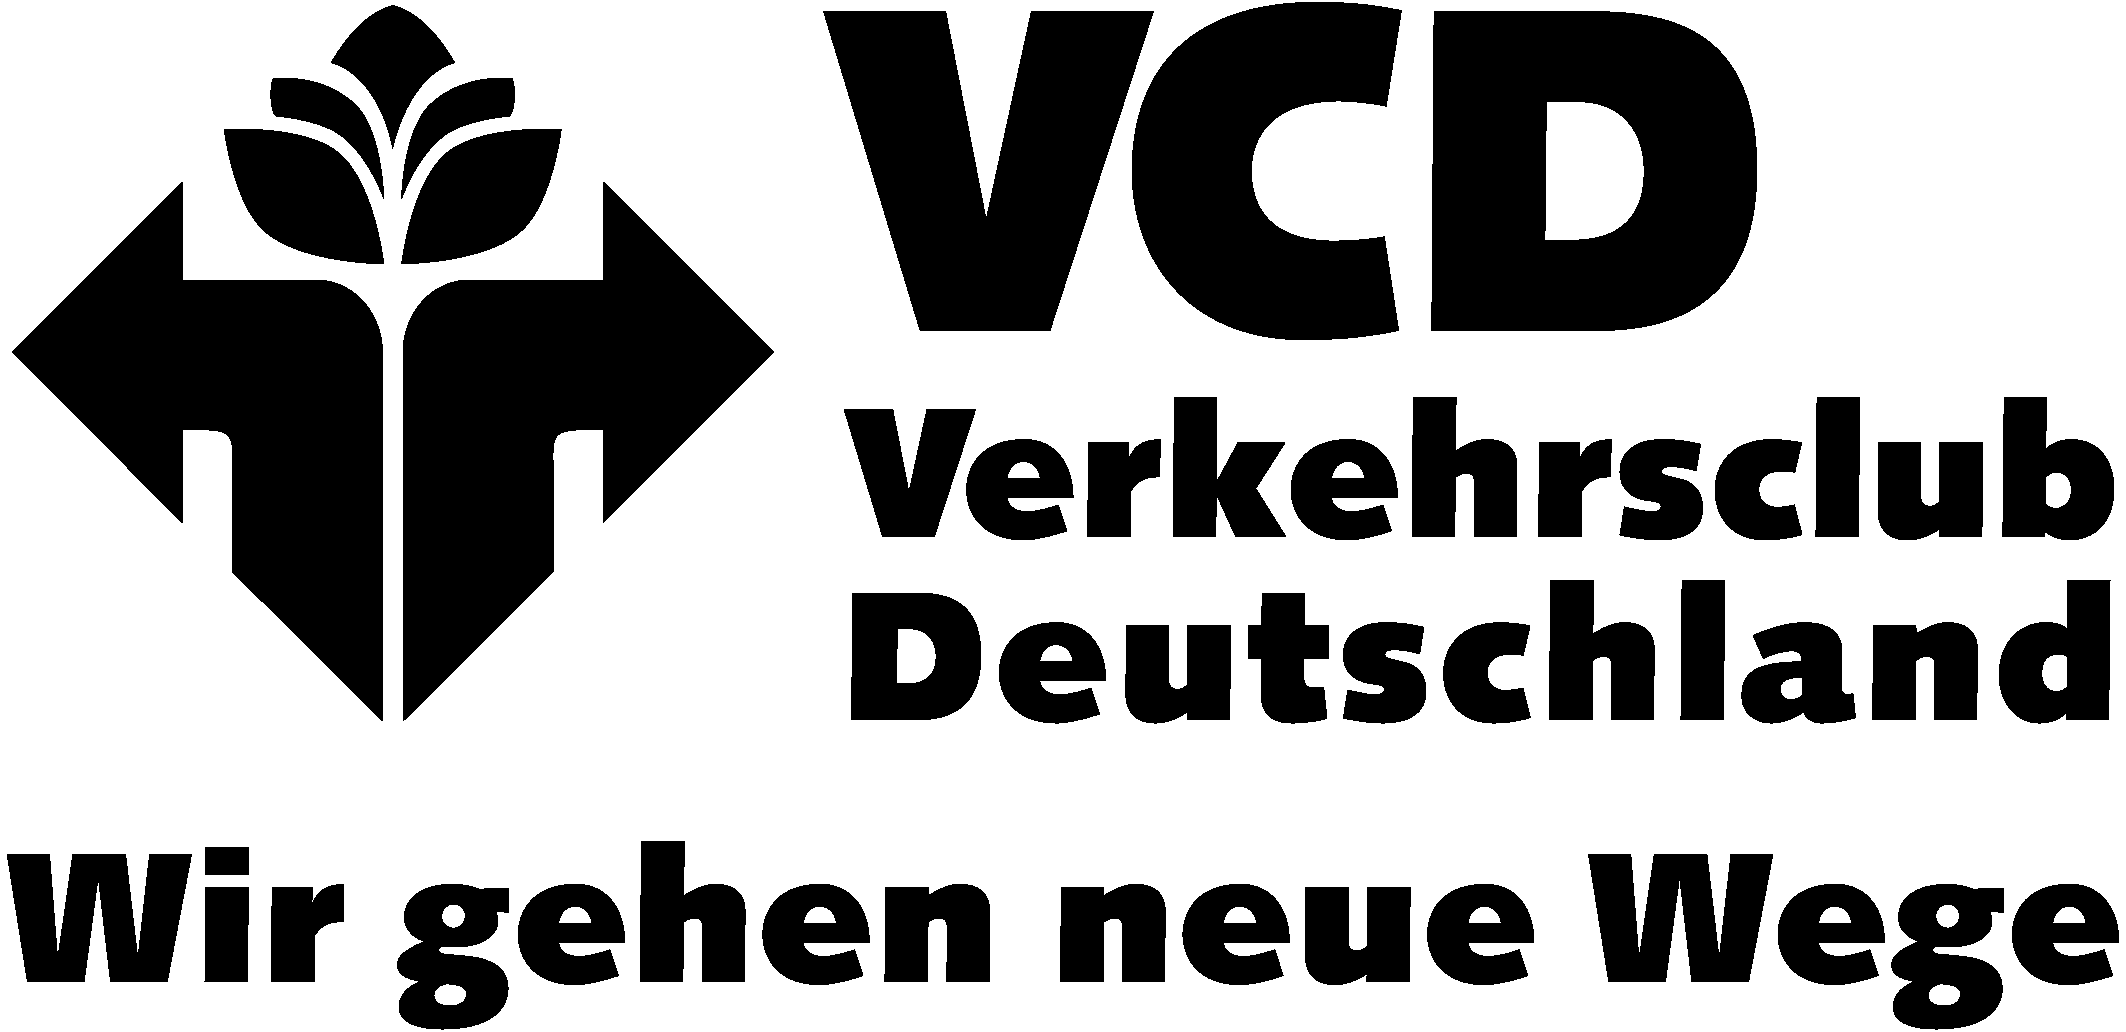 VCD
Verkehrsclub
Deutschland
Wir gehen neue Wege